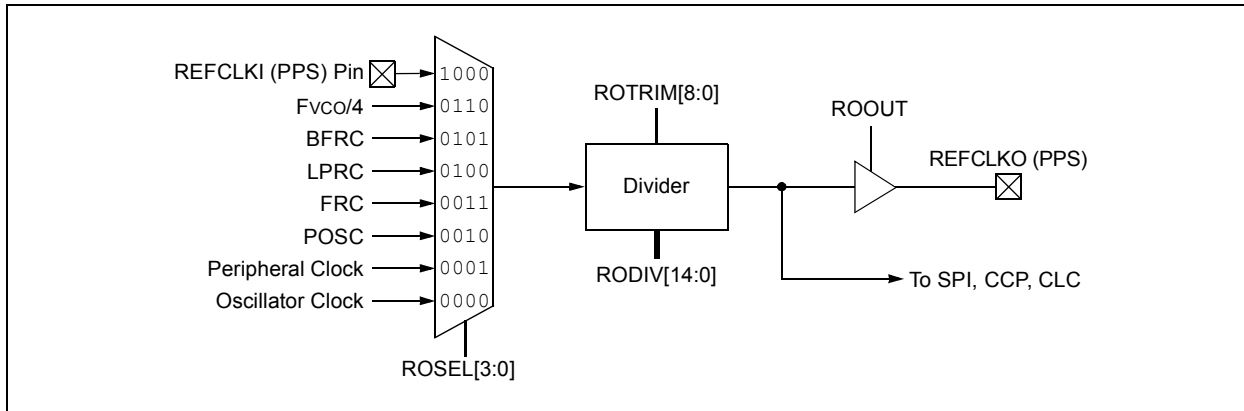 REFCLKI (PPS) Pin
1000
FVCO/4
0110
BFRC
0101
LPRC
0100
FRC
0011
POSC
0010
Peripheral Clock
0001
Oscillator Clock
0000
ROSEL[3:0]
ROTRIM[8:0]
Divider
RODIV[14:0]
ROOUT
REFCLKO (PPS)
To SPI, CCP, CLC